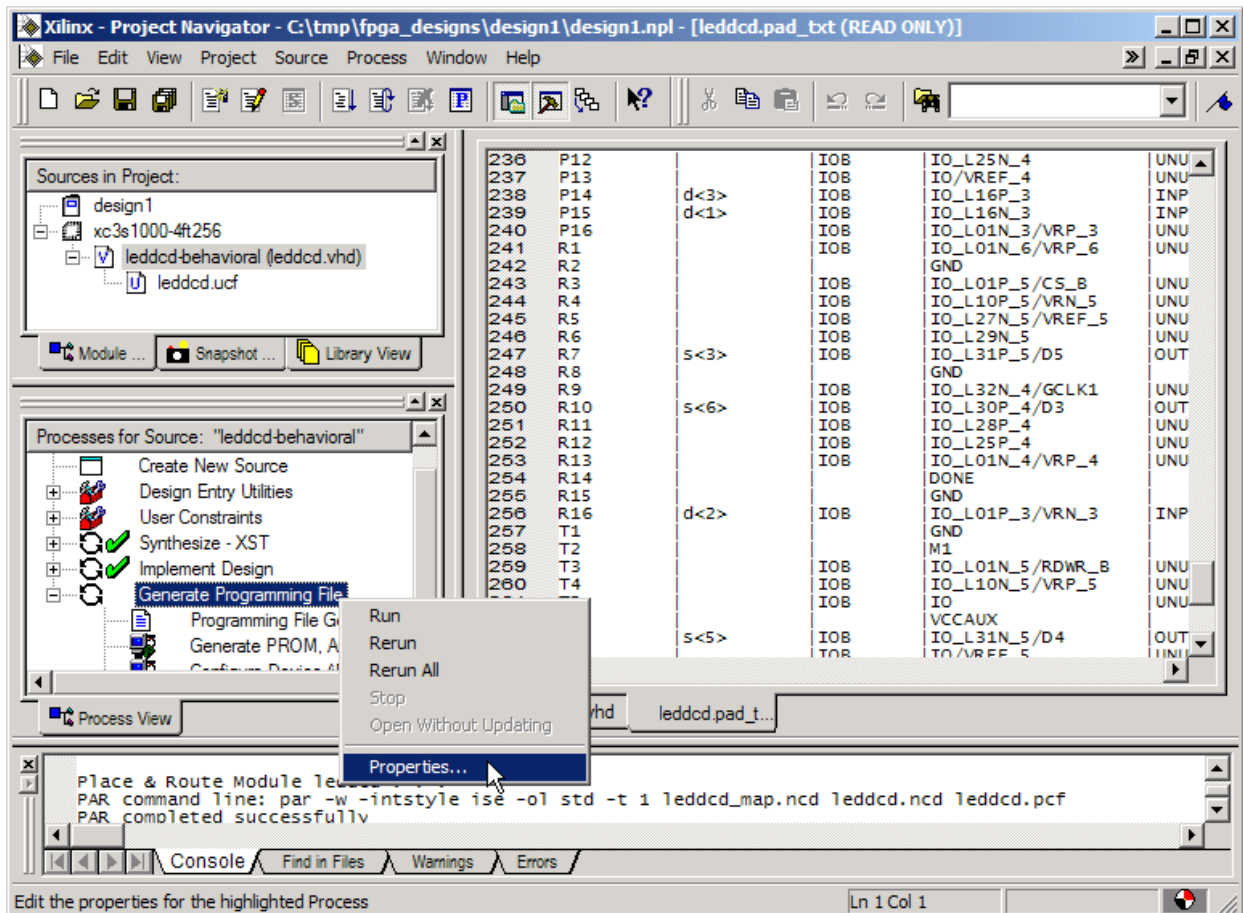 Xilinx - Project Navigator - C:\tmp\fpga_designs\design1\design1.npl - [leddcd.pad_txt (READ ONLY)]
File Edit View Project Source Process Window Help
Sources in Project:
design1
xc3s1000-4ft256
leddcd-behavioral (leddcd.vhd)
leddcd.ucf
Module ... Snapshot ... Library View
Processes for Source: "leddcd-behavioral"
Create New Source
Design Entry Utilities
User Constraints
Synthesize - XST
Implement Design
Generate Programming File
Programming File G
Generate PROM, A
Process View
Run
Rerun
Rerun All
Stop
Open Without Updating
Properties...
236 P12 | |IOB |IO_L25N_4 |UNU
237 P13 | |IOB |IO/VREF_4 |UNU
238 P14 |d<3> |IOB |IO_L16P_3 |INP
239 P15 |d<1> |IOB |IO_L16N_3 |INP
240 P16 | |IOB |IO_L01N_3/VRP_3 |UNU
241 R1 | |IOB |IO_L01N_6/VRP_6 |UNU
242 R2 | | |GND |
243 R3 | |IOB |IO_L01P_5/CS_B |UNU
244 R4 | |IOB |IO_L10P_5/VRN_5 |UNU
245 R5 | |IOB |IO_L27N_5/VREF_5 |UNU
246 R6 | |IOB |IO_L29N_5 |UNU
247 R7 |s<3> |IOB |IO_L31P_5/D5 |OUT
248 R8 | | |GND |
249 R9 | |IOB |IO_L32N_4/GCLK1 |UNU
250 R10 |s<6> |IOB |IO_L30P_4/D3 |OUT
251 R11 | |IOB |IO_L28P_4 |UNU
252 R12 | |IOB |IO_L25P_4 |UNU
253 R13 | |IOB |IO_L01N_4/VRP_4 |UNU
254 R14 | | |DONE |
255 R15 | | |GND |
256 R16 |d<2> |IOB |IO_L01P_3/VRN_3 |INP
257 T1 | | |GND |
258 T2 | | |M1 |
259 T3 | |IOB |IO_L01N_5/RDWR_B |UNU
260 T4 | |IOB |IO_L10N_5/VRP_5 |UNU
| |IOB |IO |UNU
| | |VCCAUX |
|s<5> |IOB |IO_L31N_5/D4 |OUT
| |IOB |IO/VREF_5 |UNU
vhd leddcd.pad_t...
Place & Route Module
PAR command line: par -w -intstyle ise -ol std -t 1 leddcd_map.ncd leddcd.ncd leddcd.pcf
PAR completed successfully
Console Find in Files Warnings Errors
Edit the properties for the highlighted Process Ln 1 Col 1